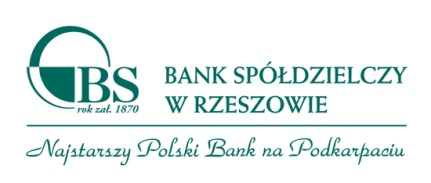 BS
rok zał. 1870
BANK SPÓŁDZIELCZY
W RZESZOWIE
Najstarszy Polski Bank na Podkarpaciu